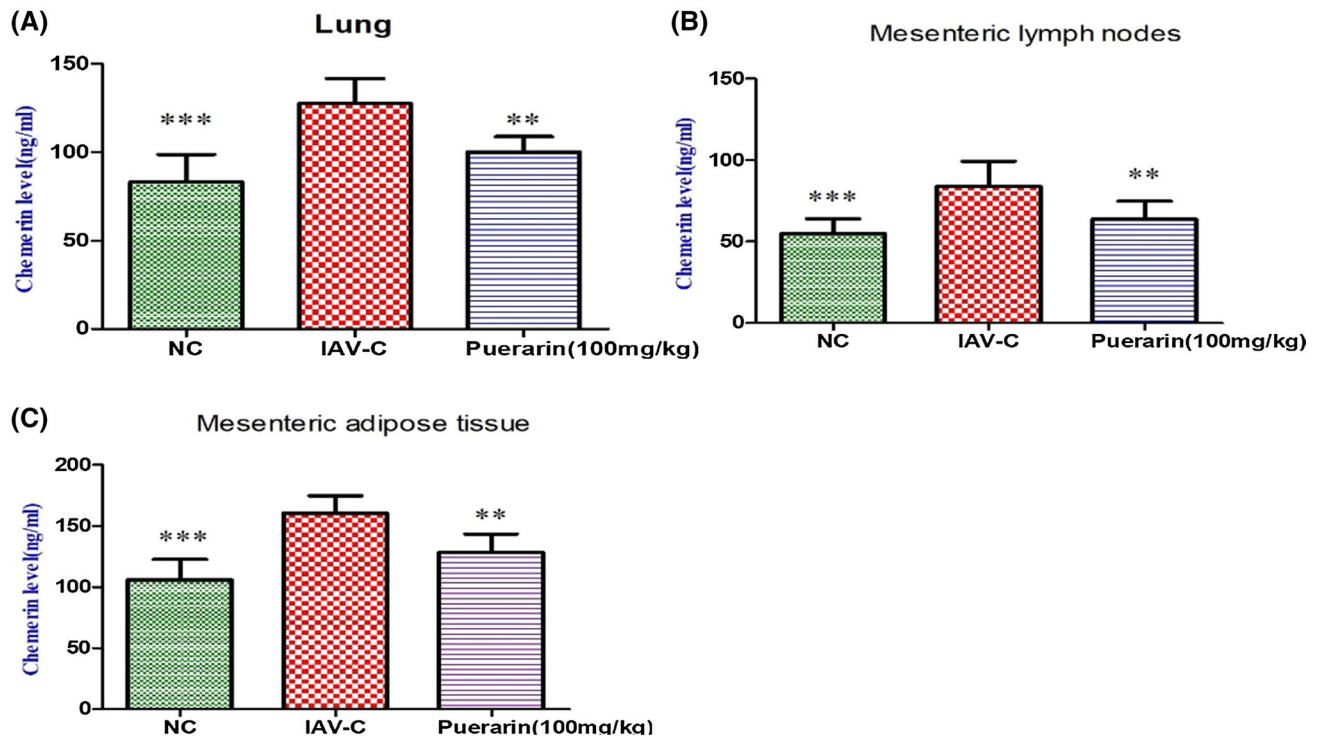 (A)
Lung
Chemerin level(ng/ml)
150
100
50
0
***
**
NC
IAV-C
Puerarin(100mg/kg)
(B)
Mesenteric lymph nodes
Chemerin level(ng/ml)
150
100
50
0
***
**
NC
IAV-C
Puerarin(100mg/kg)
(C)
Mesenteric adipose tissue
Chemerin level(ng/ml)
200
150
100
50
0
***
**
NC
IAV-C
Puerarin(100mg/kg)